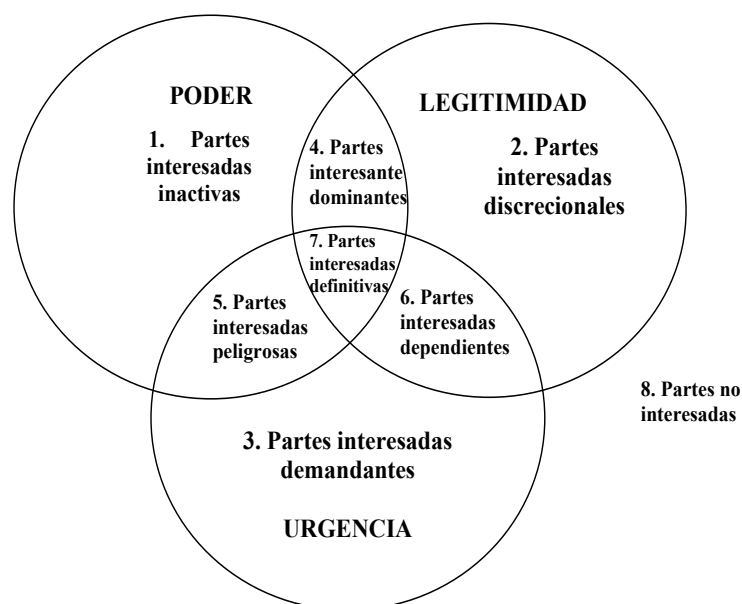 PODER
1. Partes
interesadas
inactivas
LEGITIMIDAD
2. Partes
interesadas
discrecionales
4. Partes
interesante
dominantes
7. Partes
interesadas
definitivas
5. Partes
interesadas
peligrosas
6. Partes
interesadas
dependientes
8. Partes no
interesadas
3. Partes interesadas
demandantes
URGENCIA